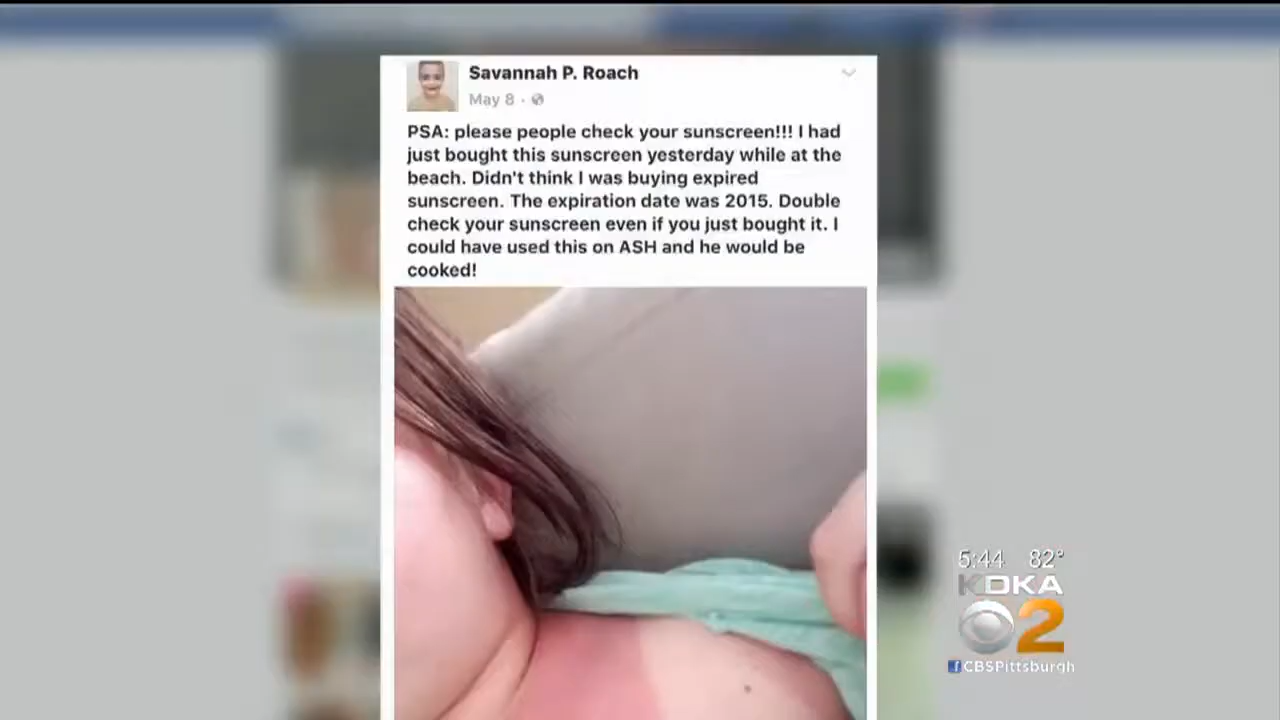 Savannah P. Roach
May 8 ·
PSA: please people check your sunscreen!!! I had
just bought this sunscreen yesterday while at the
beach. Didn't think I was buying expired
sunscreen. The expiration date was 2015. Double
check your sunscreen even if you just bought it. I
could have used this on ASH and he would be
cooked!
5:44 82°
KDKA
2
f CBSPittsburgh